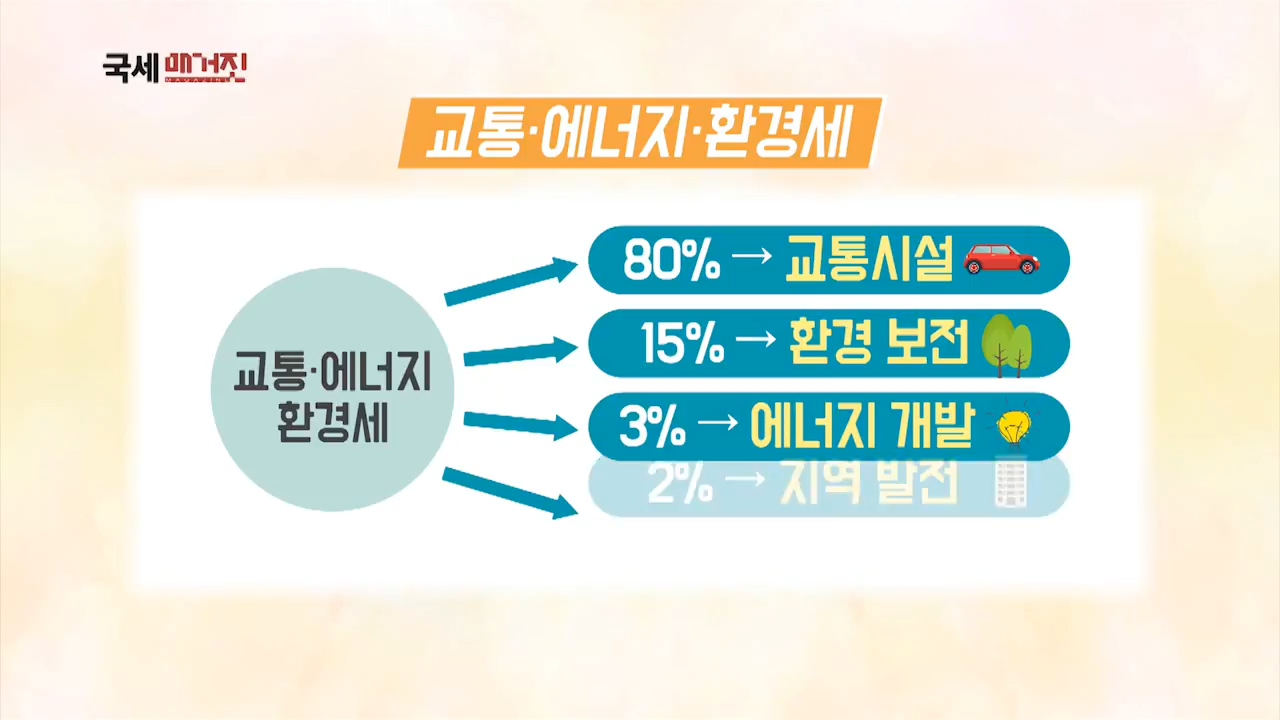 국세 매거진
MAGAZINE
교통·에너지·환경세
교통·에너지
환경세
80% → 교통시설
15% → 환경 보전
3% → 에너지 개발
2% → 지역 발전